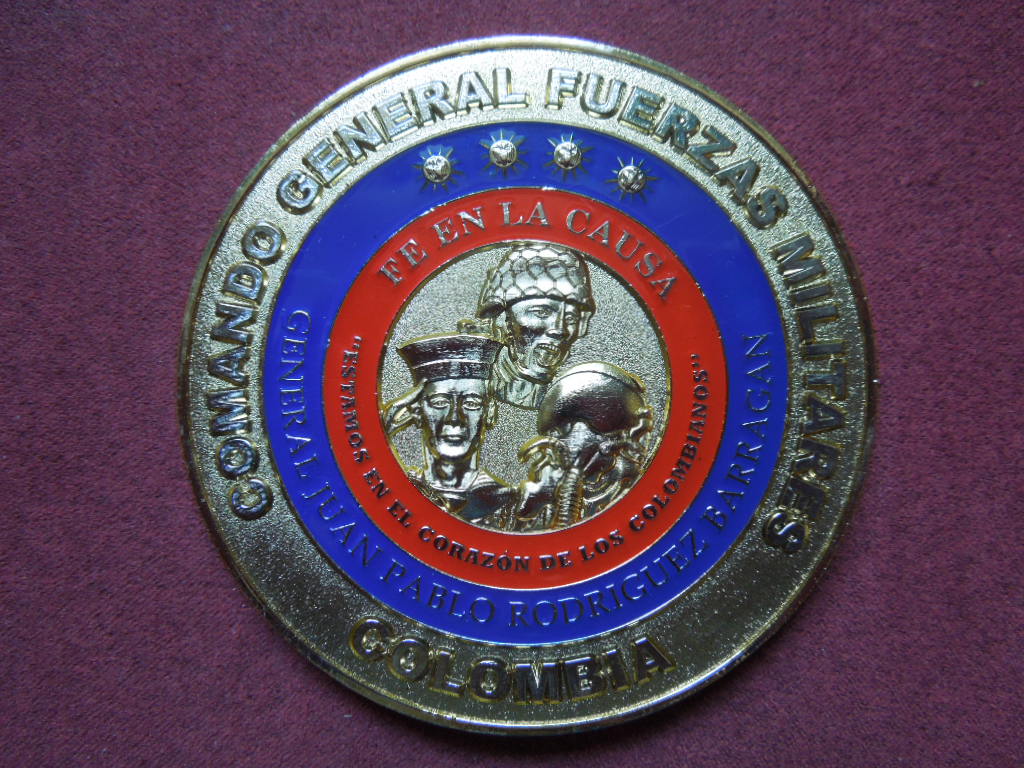 COMANDO GENERAL FUERZAS MILITARES
COLOMBIA
GENERAL JUAN PABLO RODRIGUEZ BARRAGAN
FE EN LA CAUSA
"ESTAMOS EN EL CORAZÓN DE LOS COLOMBIANOS"